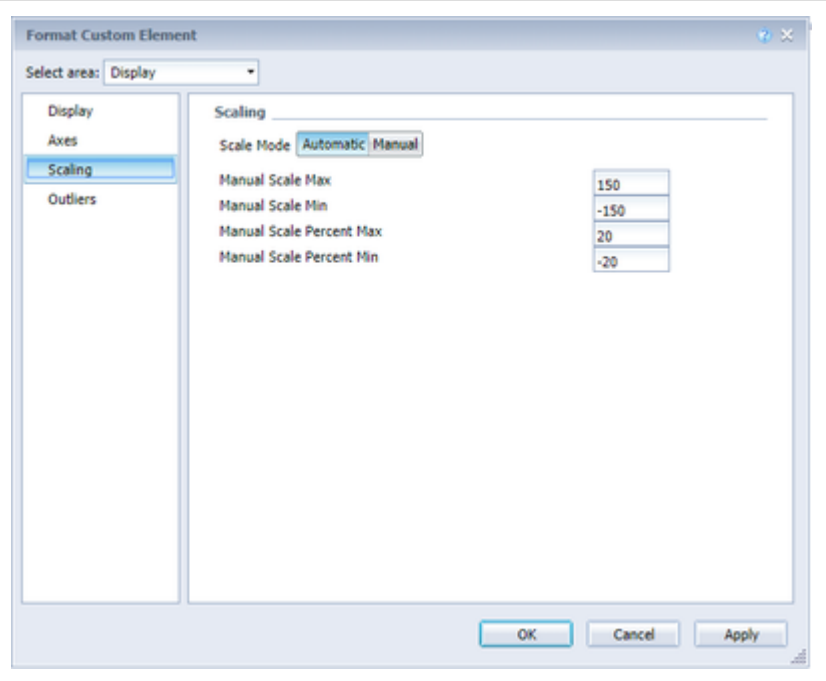 Format Custom Element
Select area: Display
Display
Axes
Scaling
Outliers
Scaling
Scale Mode Automatic Manual
Manual Scale Max 150
Manual Scale Min -150
Manual Scale Percent Max 20
Manual Scale Percent Min -20
OK Cancel Apply